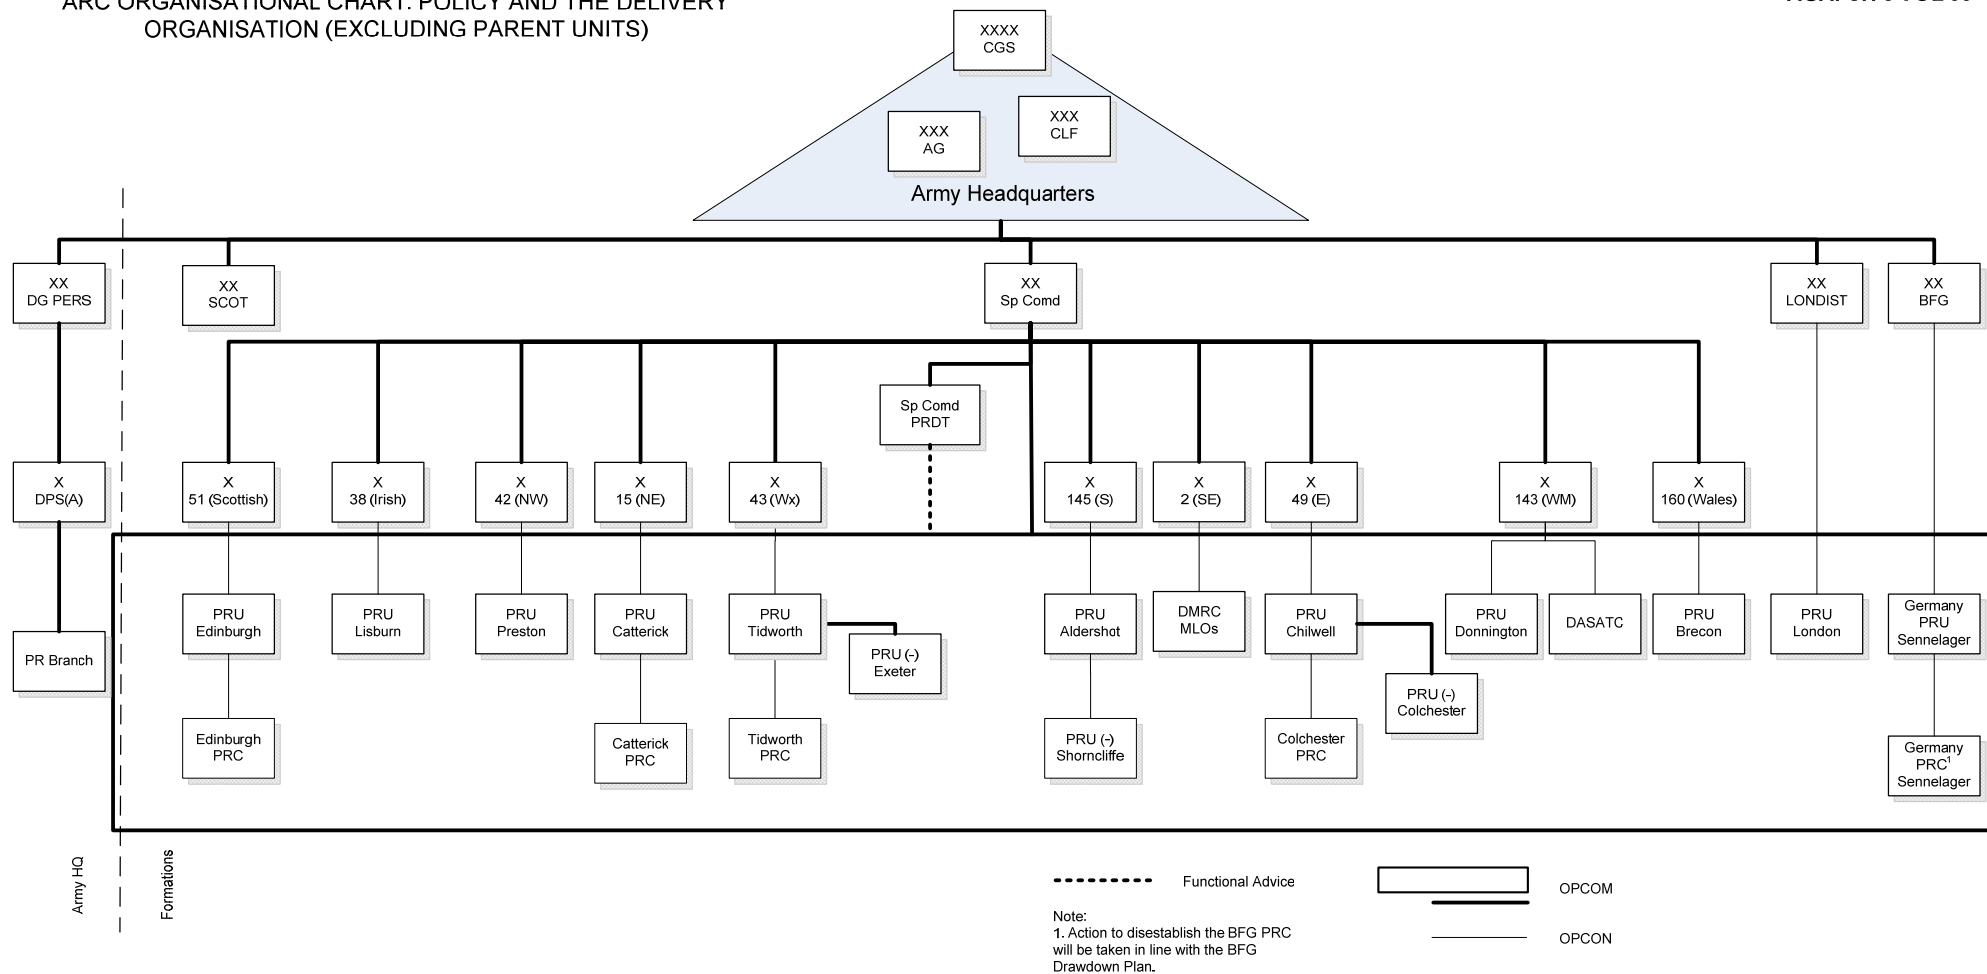 ARC ORGANISATIONAL CHART: POLICY AND THE DELIVERY
ORGANISATION (EXCLUDING PARENT UNITS)
XXXX
CGS
XXX
AG
XXX
CLF
Army Headquarters
XX
DG PERS
XX
SCOT
XX
Sp Comd
XX
LONDIST
XX
BFG
Sp Comd
PRDT
X
DPS(A)
X
51 (Scottish)
X
38 (Irish)
X
42 (NW)
X
15 (NE)
X
43 (Wx)
X
145 (S)
X
2 (SE)
X
49 (E)
X
143 (WM)
X
160 (Wales)
PR Branch
PRU
Edinburgh
PRU
Lisburn
PRU
Preston
PRU
Catterick
PRU
Tidworth
PRU (-)
Exeter
PRU
Aldershot
DMRC
MLOs
PRU
Chilwell
PRU (-)
Colchester
PRU
Donnington
DASATC
PRU
Brecon
PRU
London
Germany
PRU
Sennelager
Edinburgh
PRC
Catterick
PRC
Tidworth
PRC
PRU (-)
Shorncliffe
Colchester
PRC
Germany
PRC¹
Sennelager
Army HQ
Formations
Functional Advice
OPCOM
OPCON
Note:
1. Action to disestablish the BFG PRC
will be taken in line with the BFG
Drawdown Plan.